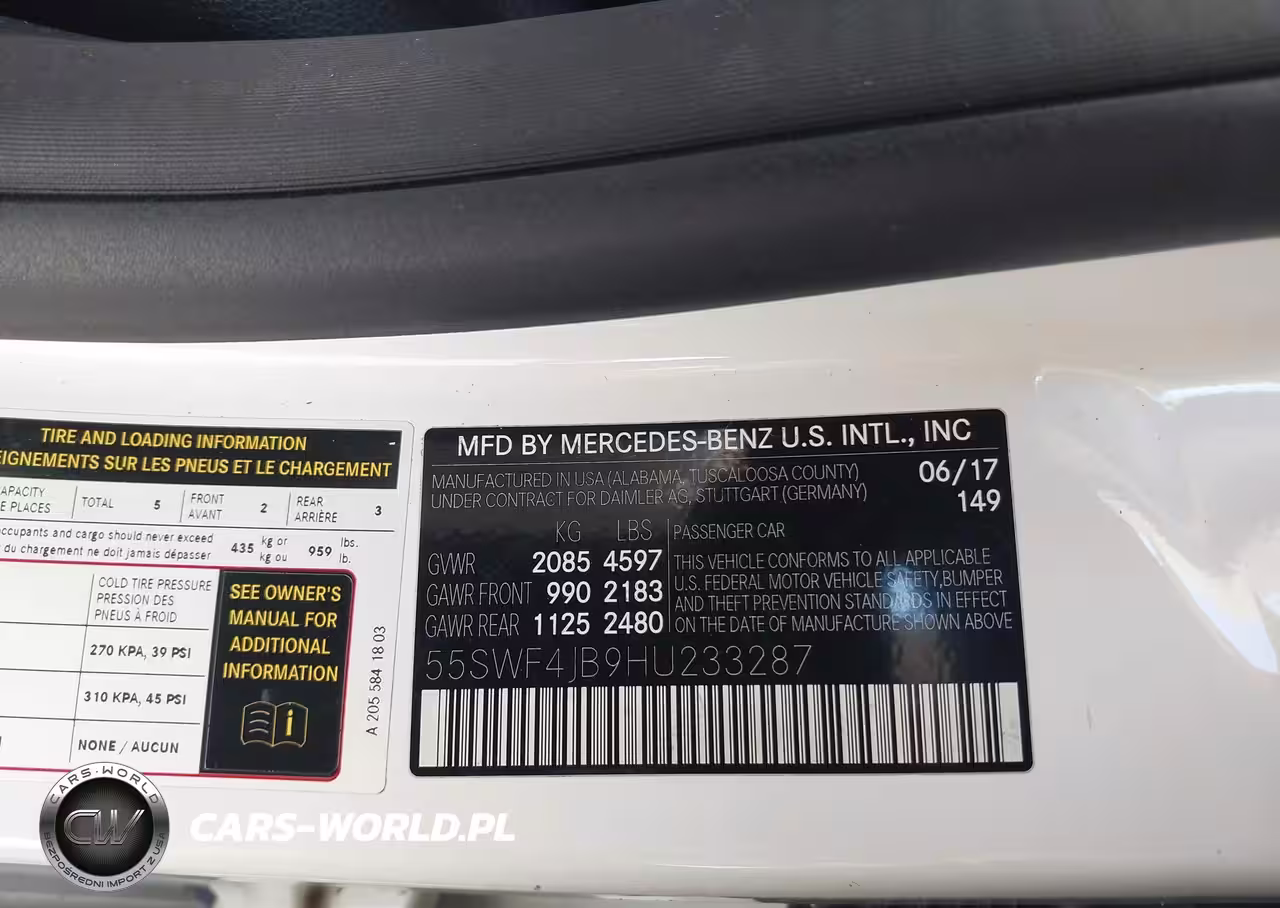 TIRE AND LOADING INFORMATION -
EIGNEMENTS SUR LES PNEUS ET LE CHARGEMENT
APACITY
E PLACES
TOTAL 5
FRONT
AVANT 2
REAR
ARRIÈRE 3
occupants and cargo should never exceed
du chargement ne doit jamais dépasser
435 kg or
kg ou
959 lbs.
lb.
COLD TIRE PRESSURE
PRESSION DES
PNEUS À FROID
270 KPA, 39 PSI
310 KPA, 45 PSI
NONE / AUCUN
SEE OWNER'S
MANUAL FOR
ADDITIONAL
INFORMATION
A 205 584 18 03
MFD BY MERCEDES-BENZ U.S. INTL., INC
MANUFACTURED IN USA (ALABAMA, TUSCALOOSA COUNTY)
UNDER CONTRACT FOR DAIMLER AG, STUTTGART (GERMANY)
06/17
149
KG LBS
GVWR 2085 4597
GAWR FRONT 990 2183
GAWR REAR 1125 2480
PASSENGER CAR
THIS VEHICLE CONFORMS TO ALL APPLICABLE
U.S. FEDERAL MOTOR VEHICLE SAFETY,BUMPER
AND THEFT PREVENTION STANDARDS IN EFFECT
ON THE DATE OF MANUFACTURE SHOWN ABOVE
55SWF4JB9HU233287
CARS-WORLD
CW
BEZPOŚREDNI IMPORT Z USA
CARS-WORLD.PL